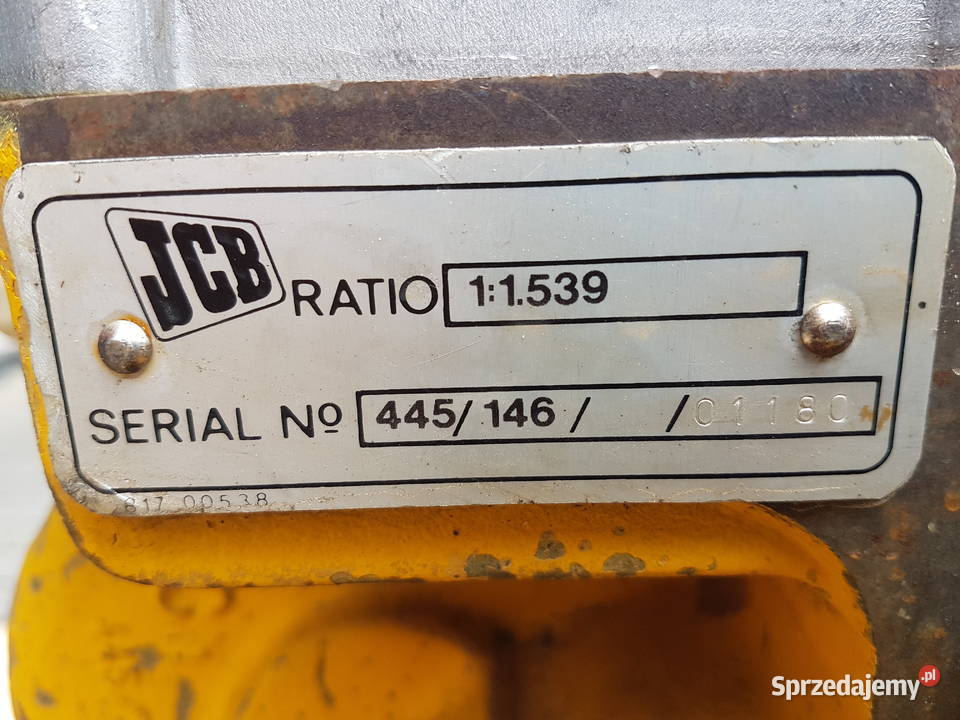 JCB RATIO 1:1.539
SERIAL Nº 445/146/ /01180
817 00538
Sprzedajemy.pl